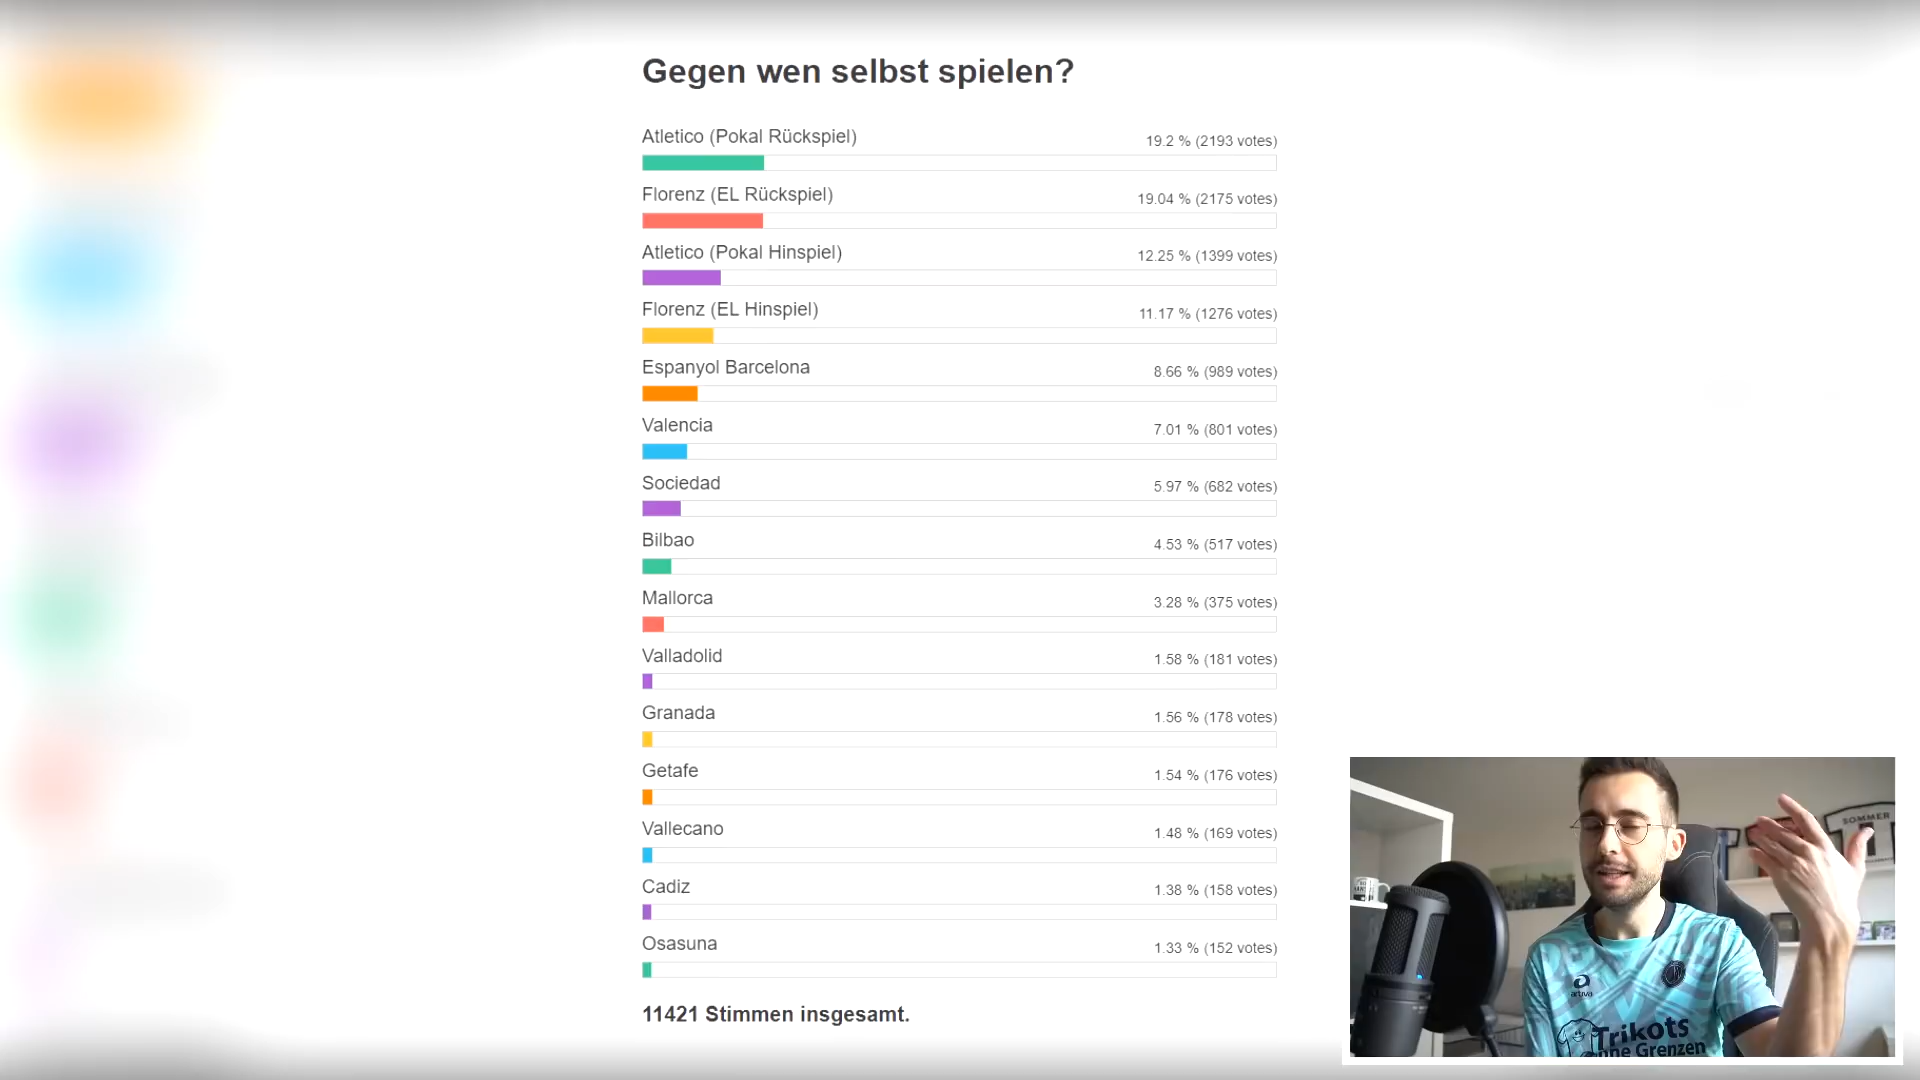 Gegen wen selbst spielen?
Atletico (Pokal Rückspiel)
19.2 % (2193 votes)
Florenz (EL Rückspiel)
19.04 % (2175 votes)
Atletico (Pokal Hinspiel)
12.25 % (1399 votes)
Florenz (EL Hinspiel)
11.17 % (1276 votes)
Espanyol Barcelona
8.66 % (989 votes)
Valencia
7.01 % (801 votes)
Sociedad
5.97 % (682 votes)
Bilbao
4.53 % (517 votes)
Mallorca
3.28 % (375 votes)
Valladolid
1.58 % (181 votes)
Granada
1.56 % (178 votes)
Getafe
1.54 % (176 votes)
Vallecano
1.48 % (169 votes)
Cadiz
1.38 % (158 votes)
Osasuna
1.33 % (152 votes)
11421 Stimmen insgesamt.
SOMMER
artiva
Trikots
Grenzen